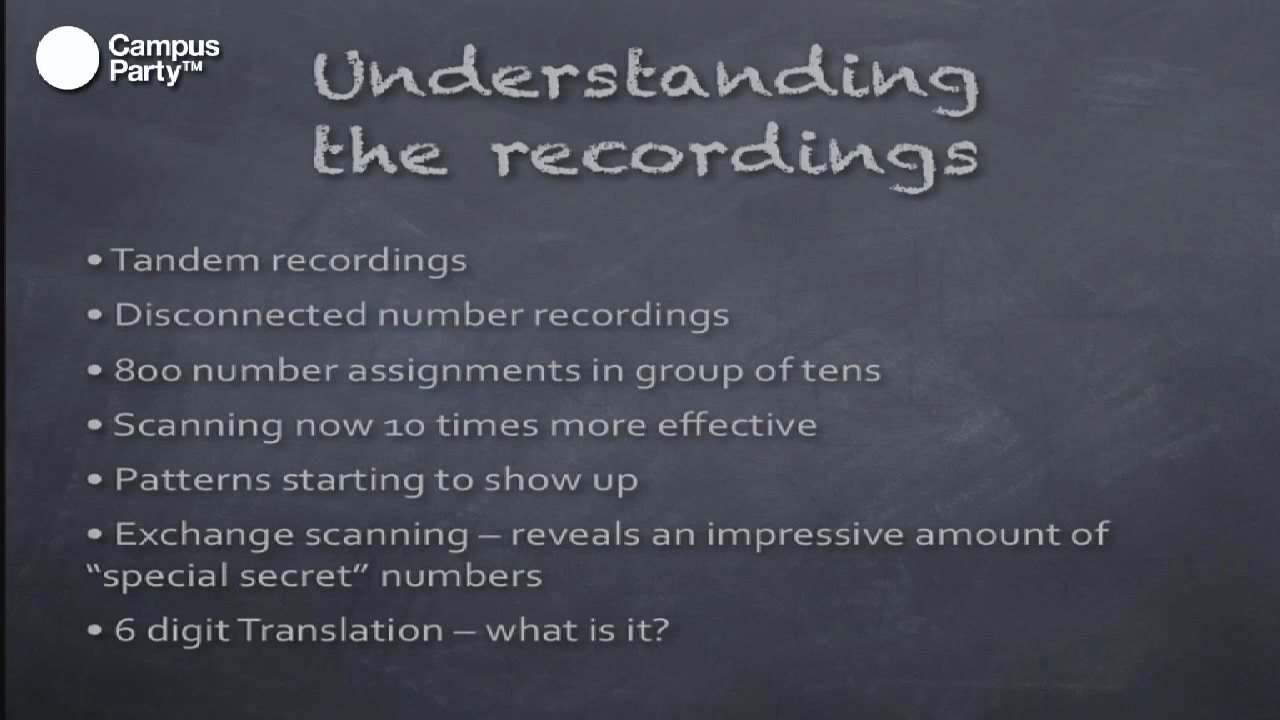 Campus
Party™
Understanding
the recordings
• Tandem recordings
• Disconnected number recordings
• 800 number assignments in group of tens
• Scanning now 10 times more effective
• Patterns starting to show up
• Exchange scanning – reveals an impressive amount of
“special secret” numbers
• 6 digit Translation – what is it?